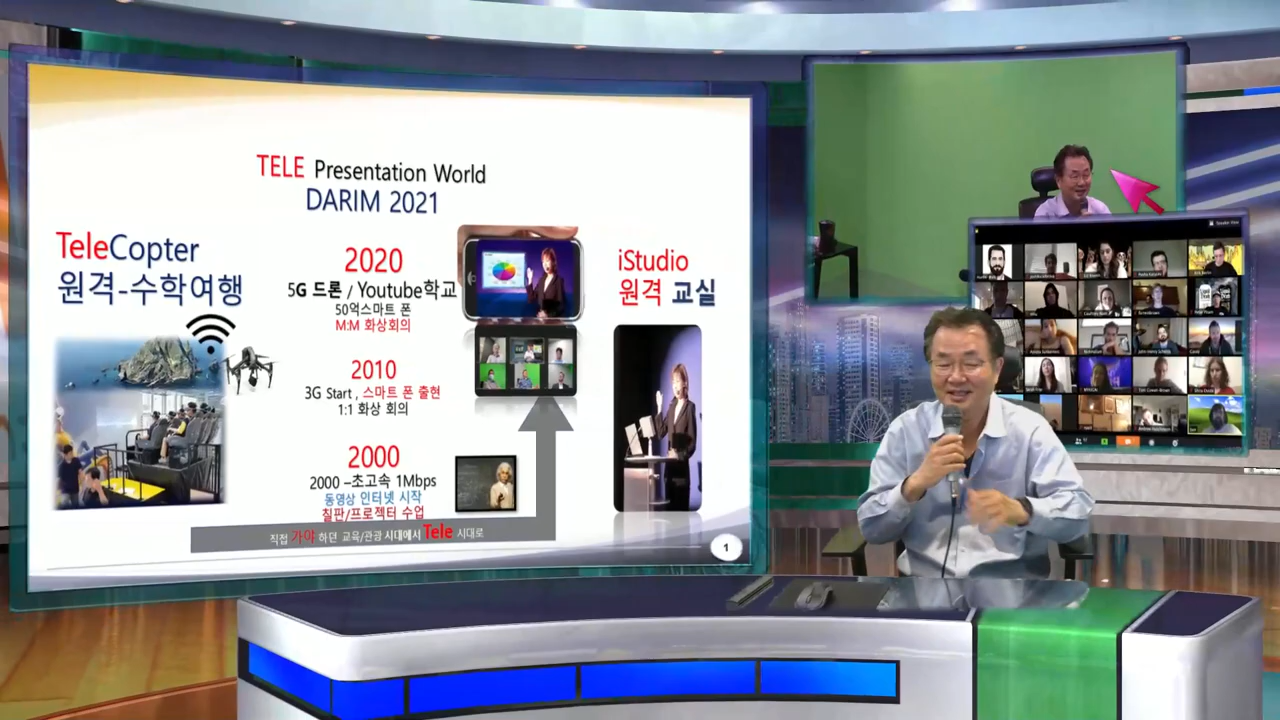 TELE Presentation World
DARIM 2021
TeleCopter
원격-수학여행
2020
5G 드론 / Youtube학교
50억스마트 폰
M:M 화상회의
2010
3G Start , 스마트 폰 출현
1:1 화상 회의
2000
2000 –초고속 1Mbps
동영상 인터넷 시작
칠판/프로젝터 수업
직접 가야 하던 교육/관광 시대에서 Tele 시대로
iStudio
원격 교실
1
Speaker View